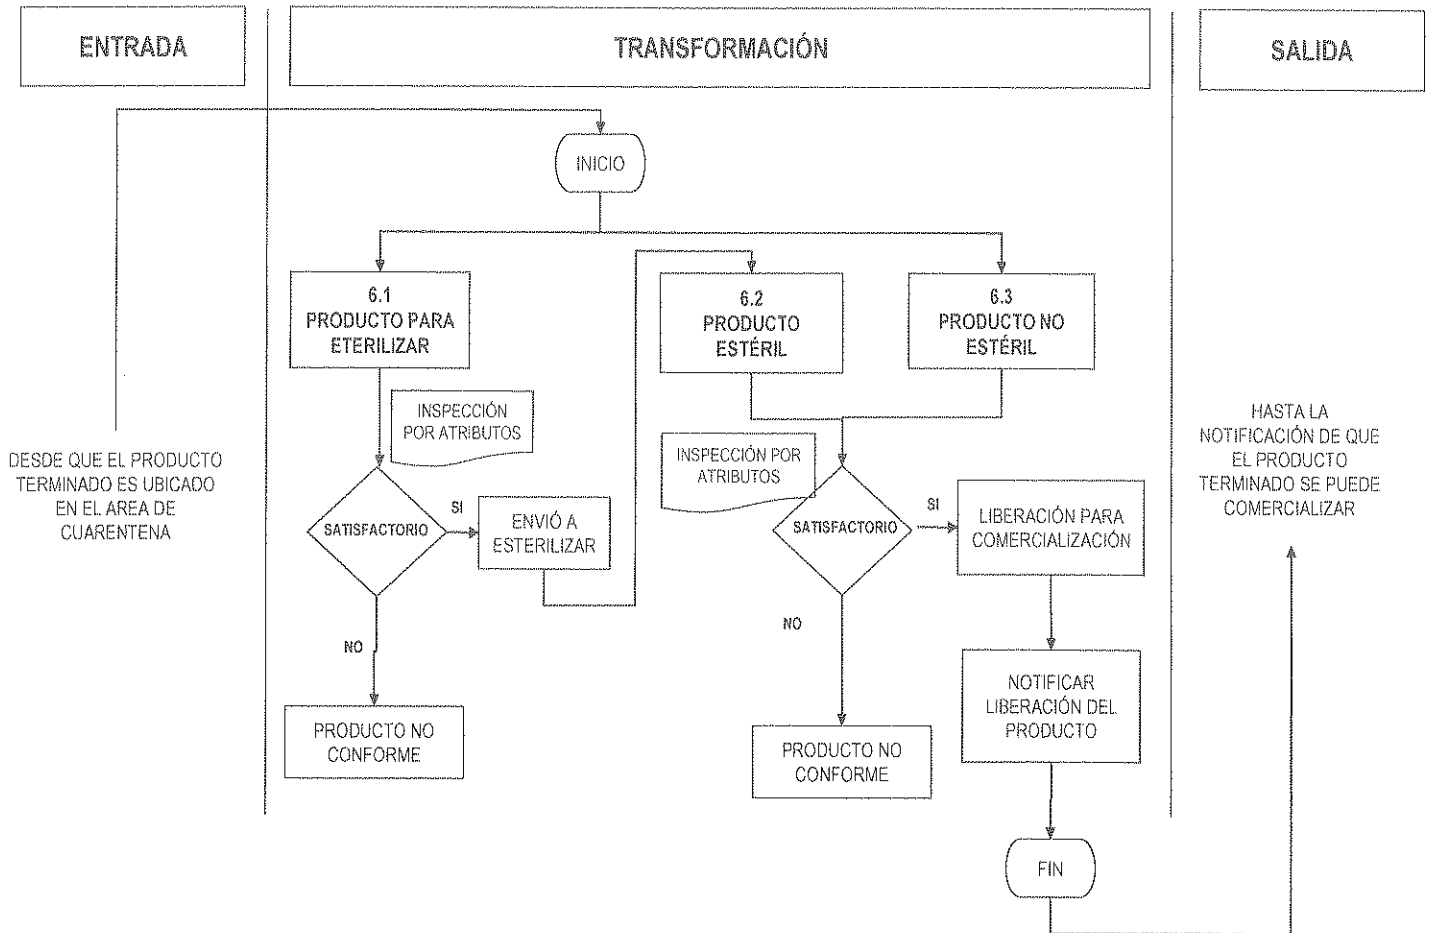 ENTRADA
TRANSFORMACIÓN
SALIDA
INICIO
6.1
PRODUCTO PARA
ETERILIZAR
6.2
PRODUCTO
ESTÉRIL
6.3
PRODUCTO NO
ESTÉRIL
INSPECCIÓN
POR ATRIBUTOS
DESDE QUE EL PRODUCTO
TERMINADO ES UBICADO
EN EL AREA DE
CUARENTENA
SATISFACTORIO
SI
ENVIÓ A
ESTERILIZAR
NO
PRODUCTO NO
CONFORME
INSPECCIÓN POR
ATRIBUTOS
SATISFACTORIO
SI
LIBERACIÓN PARA
COMERCIALIZACIÓN
NO
PRODUCTO NO
CONFORME
NOTIFICAR
LIBERACIÓN DEL
PRODUCTO
FIN
HASTA LA
NOTIFICACIÓN DE QUE
EL PRODUCTO
TERMINADO SE PUEDE
COMERCIALIZAR